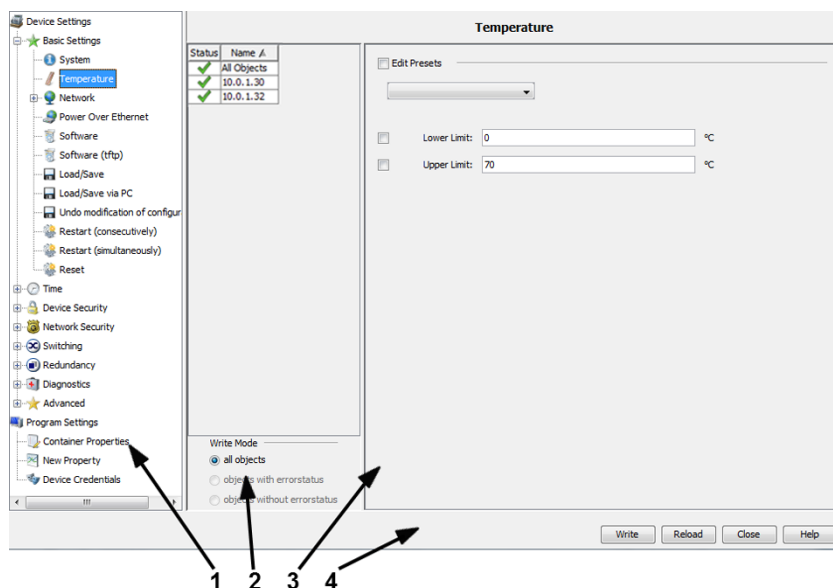 Device Settings
Basic Settings
System
Temperature
Network
Power Over Ethernet
Software
Software (tftp)
Load/Save
Load/Save via PC
Undo modification of configur
Restart (consecutively)
Restart (simultaneously)
Reset
Time
Device Security
Network Security
Switching
Redundancy
Diagnostics
Advanced
Program Settings
Container Properties
New Property
Device Credentials
Status Name
All Objects
10.0.1.30
10.0.1.32
Write Mode
all objects
objects with errorstatus
objects without errorstatus
Temperature
Edit Presets
Lower Limit: 0 °C
Upper Limit: 70 °C
Write Reload Close Help
1 2 3 4